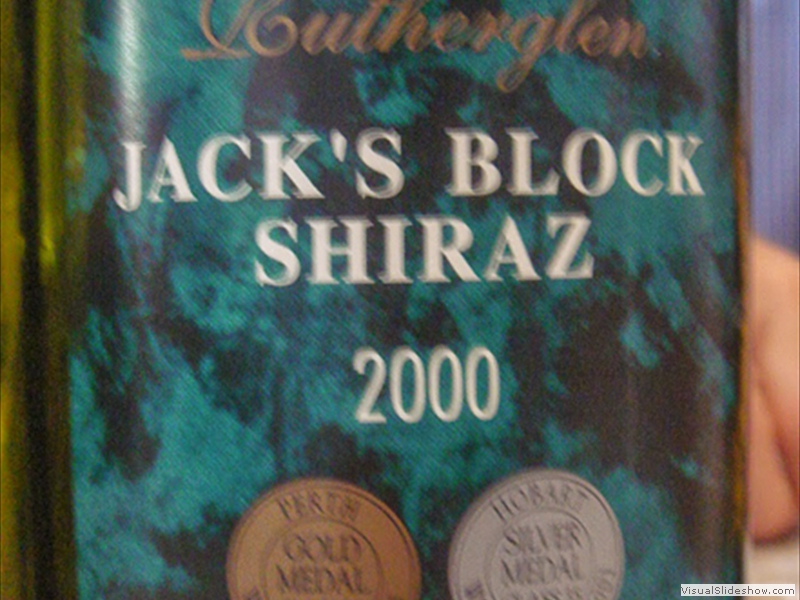 Rutherglen
JACK'S BLOCK
SHIRAZ
2000
PERTH
GOLD
MEDAL
HOBART
SILVER
MEDAL
VisualSlideshow.com